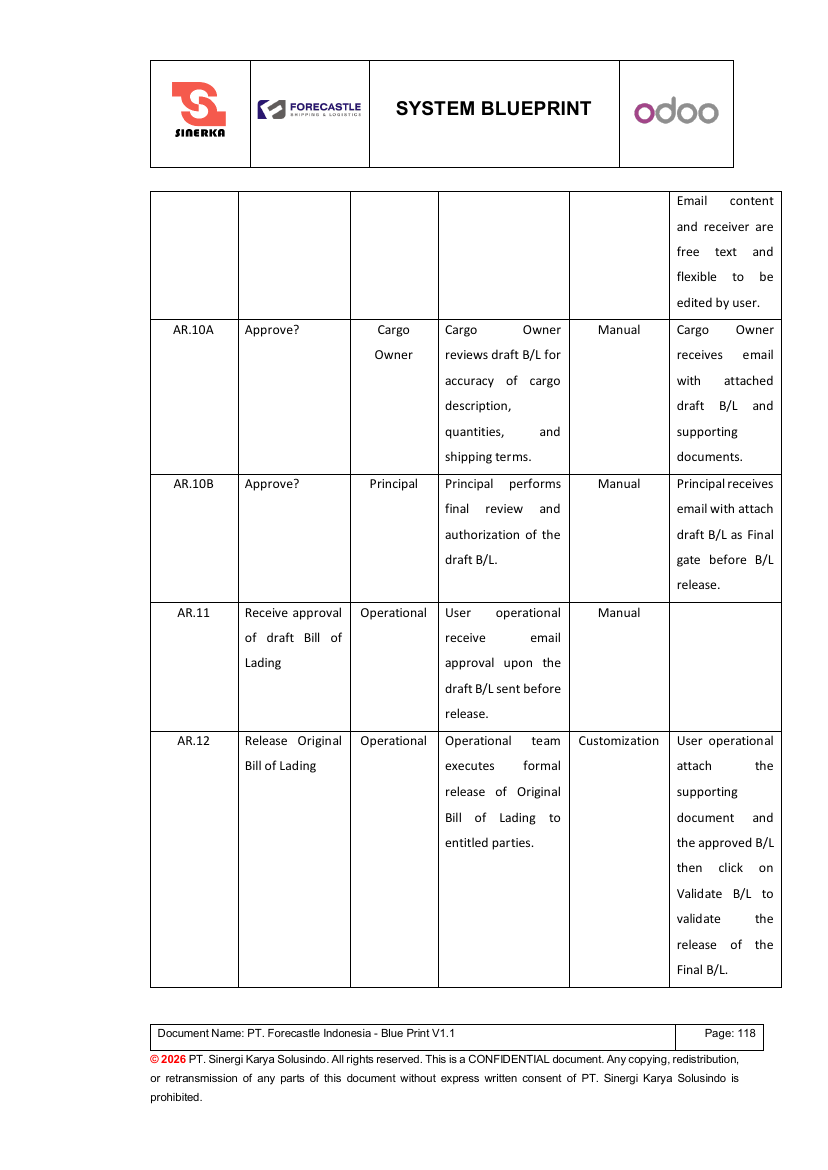 SINERKA
FORECASTLE
SHIPPING & LOGISTICS
SYSTEM BLUEPRINT
odoo
Email content
and receiver are
free text and
flexible to be
edited by user.
AR.10A
Approve?
Cargo
Owner
Cargo Owner
reviews draft B/L for
accuracy of cargo
description,
quantities, and
shipping terms.
Manual
Cargo Owner
receives email
with attached
draft B/L and
supporting
documents.
AR.10B
Approve?
Principal
Principal performs
final review and
authorization of the
draft B/L.
Manual
Principal receives
email with attach
draft B/L as Final
gate before B/L
release.
AR.11
Receive approval
of draft Bill of
Lading
Operational
User operational
receive email
approval upon the
draft B/L sent before
release.
Manual
AR.12
Release Original
Bill of Lading
Operational
Operational team
executes formal
release of Original
Bill of Lading to
entitled parties.
Customization
User operational
attach the
supporting
document and
the approved B/L
then click on
Validate B/L to
validate the
release of the
Final B/L.
Document Name: PT. Forecastle Indonesia - Blue Print V1.1
Page: 118
© 2026 PT. Sinergi Karya Solusindo. All rights reserved. This is a CONFIDENTIAL document. Any copying, redistribution,
or retransmission of any parts of this document without express written consent of PT. Sinergi Karya Solusindo is
prohibited.